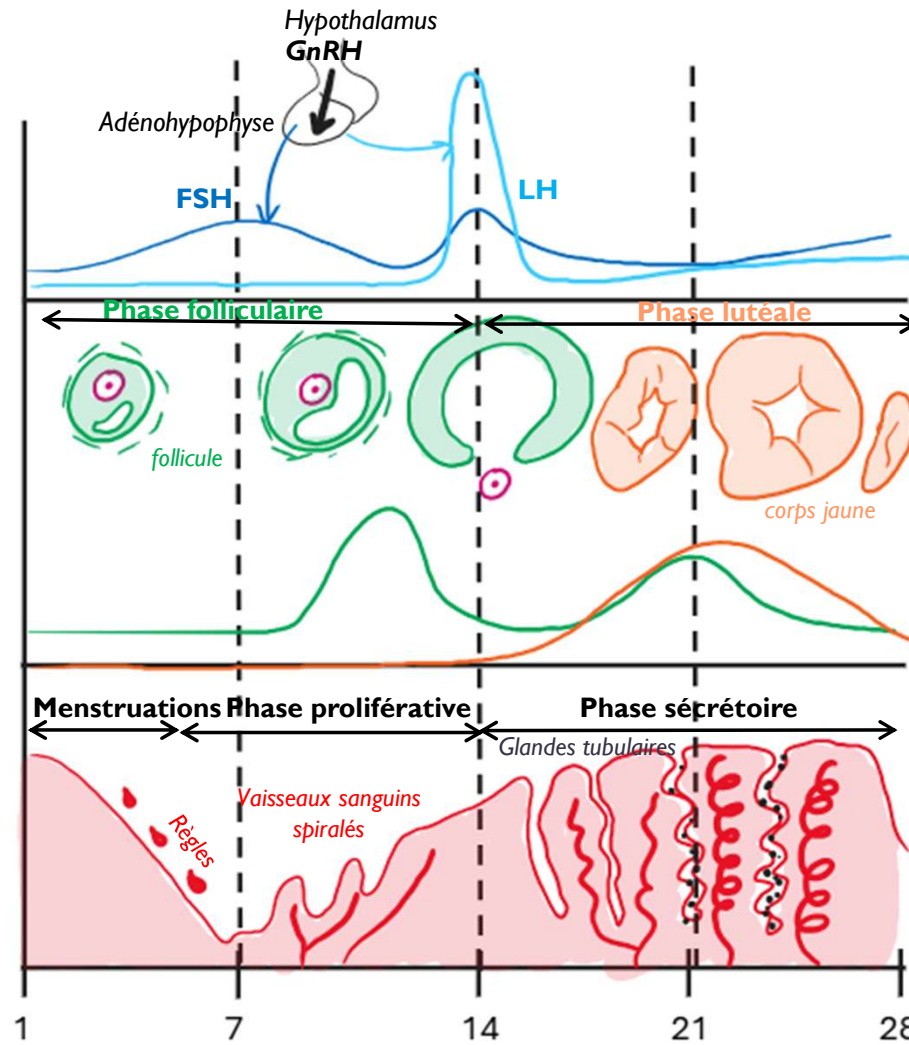 Hypothalamus
GnRH
Adénohypophyse
FSH
LH
Phase folliculaire
Phase lutéale
follicule
corps jaune
Menstruations
Phase proliférative
Phase sécrétoire
Glandes tubulaires
Vaisseaux sanguins
spiralés
Règles
1 7 14 21 28